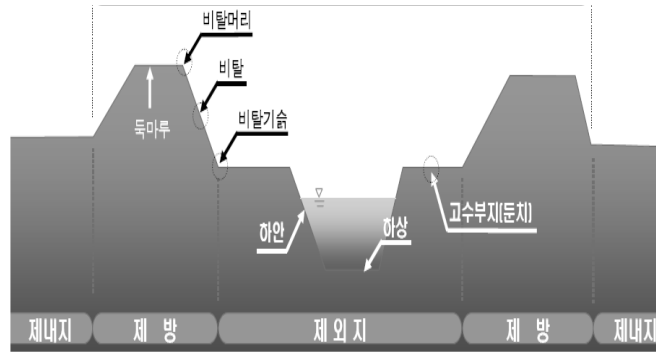 비탈머리
비탈
둑마루
비탈기슭
고수부지(둔치)
하안
하상
제내지
제 방
제 외 지
제 방
제내지